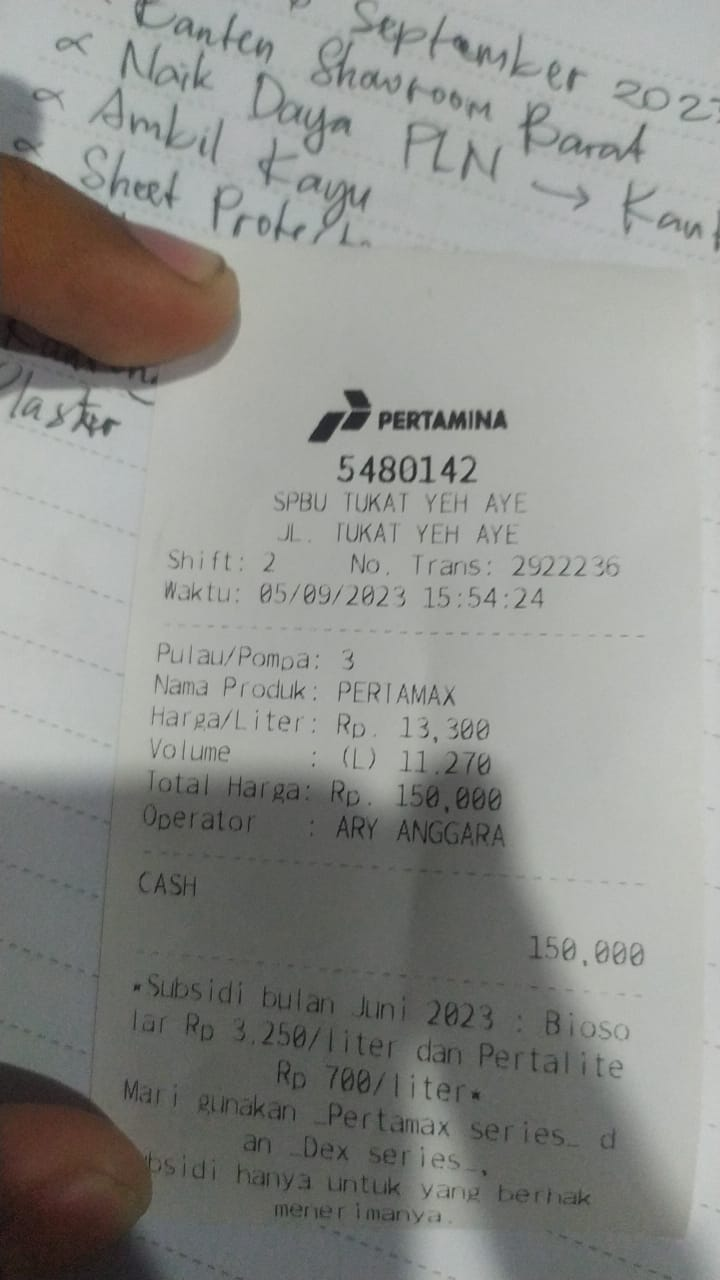 September 2023
Banten Showroom Barat
∝ Naik Daya PLN → Kant
∝ Ambil Kayu
∝ Sheet
laster
PERTAMINA
5480142
SPBU TUKAT YEH AYE
JL. TUKAT YEH AYE
Shift: 2 No. Trans: 2922236
Waktu: 05/09/2023 15:54:24
Pulau/Pompa: 3
Nama Produk: PERTAMAX
Harga/Liter: Rp. 13,300
Volume : (L) 11.270
Total Harga: Rp. 150,000
Operator : ARY ANGGARA
CASH
150,000
*Subsidi bulan Juni 2023 : Bioso
lar Rp 3.250/liter dan Pertalite
Rp 700/liter*
Mari gunakan _Pertamax series_ d
an _Dex series_,
bsidi hanya untuk yang berhak
menerimanya.